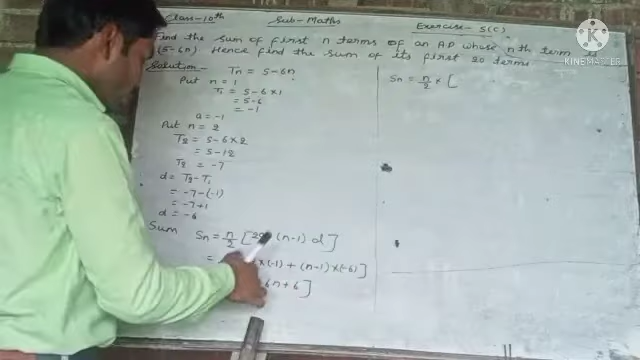 Class-10th Sub-Maths Exercise-5(C)
Find the sum of first n terms of an AP whose nth term
(5-6n) Hence find the sum of its first 20 terms
Solution- Tn = 5-6n
Put n = 1
T1 = 5-6×1
= 5-6
= -1
a = -1
Put n = 2
T2 = 5-6×2
= 5-12
T2 = -7
d = T2-T1
= -7-(-1)
= -7+1
d = -6
Sum Sn = n/2 [2 (n-1) d]
= ×(-1) + (n-1)×(-6)]
6n+6]
Sn = n/2 × [
Made with
KINEMASTER